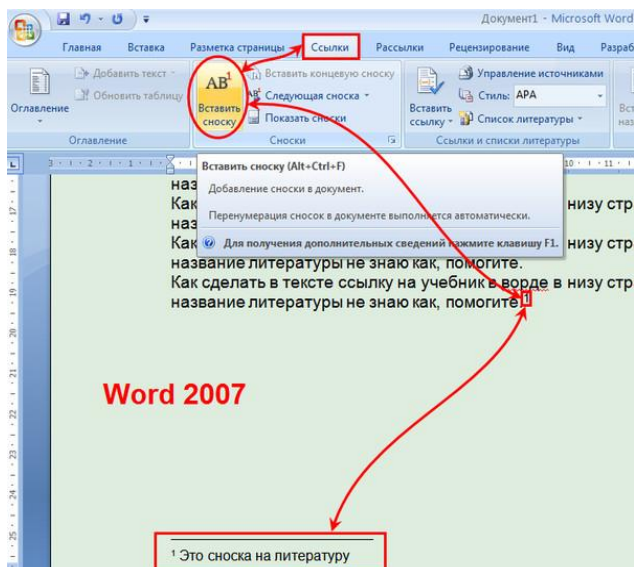 Документ1 - Microsoft Word
Главная Вставка Разметка страницы Ссылки Рассылки Рецензирование Вид Разраб
Добавить текст
Обновить таблицу
Оглавление
Оглавление
AB¹
Вставить сноску
Вставить концевую сноску
Следующая сноска
Показать сноски
Сноски
Вставить ссылку
Управление источниками
Стиль: APA
Список литературы
Ссылки и списки литературы
Вставить сноску (Alt+Ctrl+F)
Добавление сноски в документ.
Перенумерация сносок в документе выполняется автоматически.
Для получения дополнительных сведений нажмите клавишу F1.
наз
Как низу стр
наз
Как низу стр
название литературы не знаю как, помогите.
Как сделать в тексте ссылку на учебник в ворде в низу стр
название литературы не знаю как, помогите.¹
Word 2007
¹ Это сноска на литературу